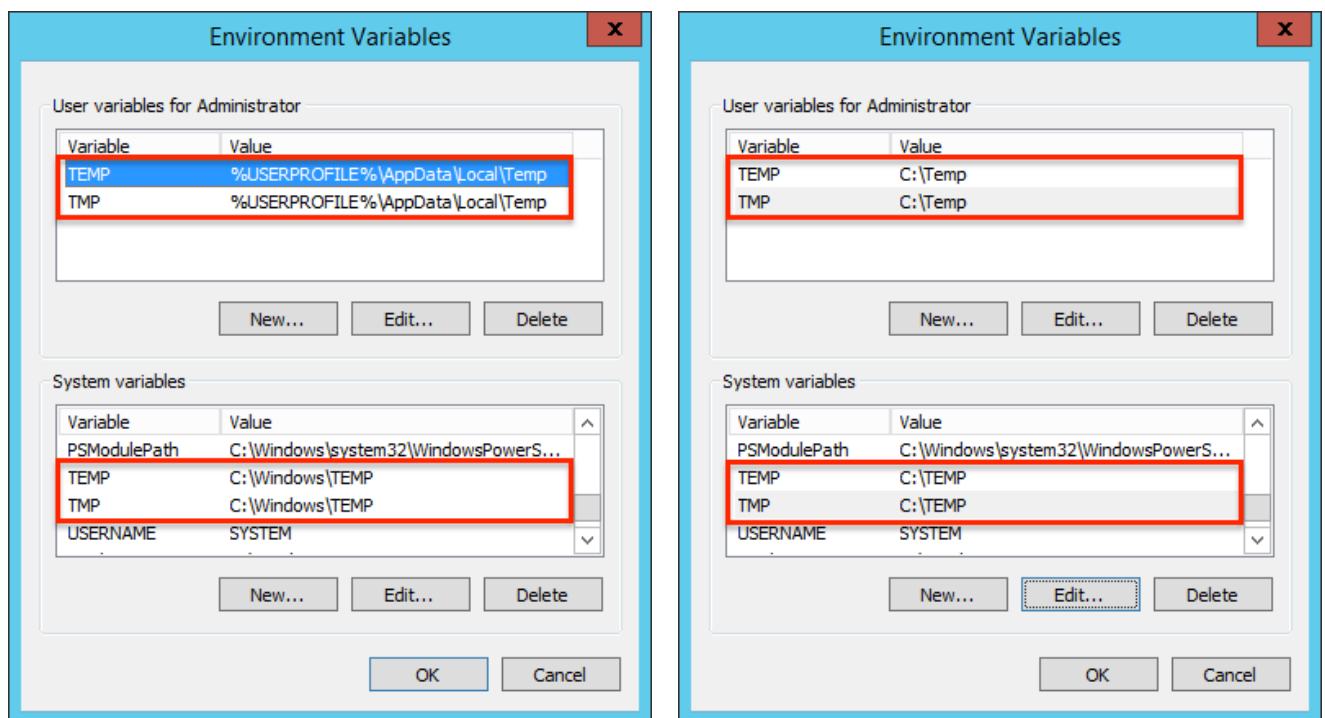 Environment Variables
x
User variables for Administrator
Variable Value
TEMP %USERPROFILE%\AppData\Local\Temp
TMP %USERPROFILE%\AppData\Local\Temp
New... Edit... Delete
System variables
Variable Value
PSModulePath C:\Windows\system32\WindowsPowerS...
TEMP C:\Windows\TEMP
TMP C:\Windows\TEMP
USERNAME SYSTEM
New... Edit... Delete
OK Cancel
Environment Variables
x
User variables for Administrator
Variable Value
TEMP C:\Temp
TMP C:\Temp
New... Edit... Delete
System variables
Variable Value
PSModulePath C:\Windows\system32\WindowsPowerS...
TEMP C:\TEMP
TMP C:\TEMP
USERNAME SYSTEM
New... Edit... Delete
OK Cancel